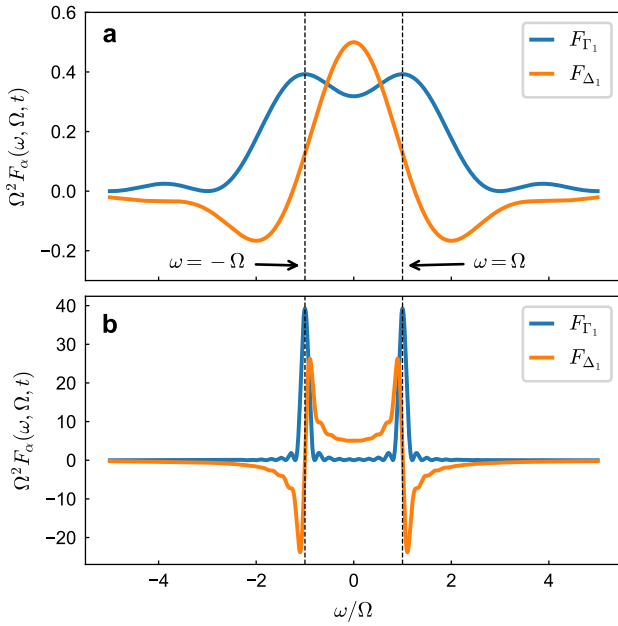 a
F_{Γ_1}
F_{Δ_1}
Ω²F_α(ω, Ω, t)
0.6
0.4
0.2
0.0
−0.2
ω = −Ω
ω = Ω
b
F_{Γ_1}
F_{Δ_1}
Ω²F_α(ω, Ω, t)
40
30
20
10
0
−10
−20
−4 −2 0 2 4
ω/Ω